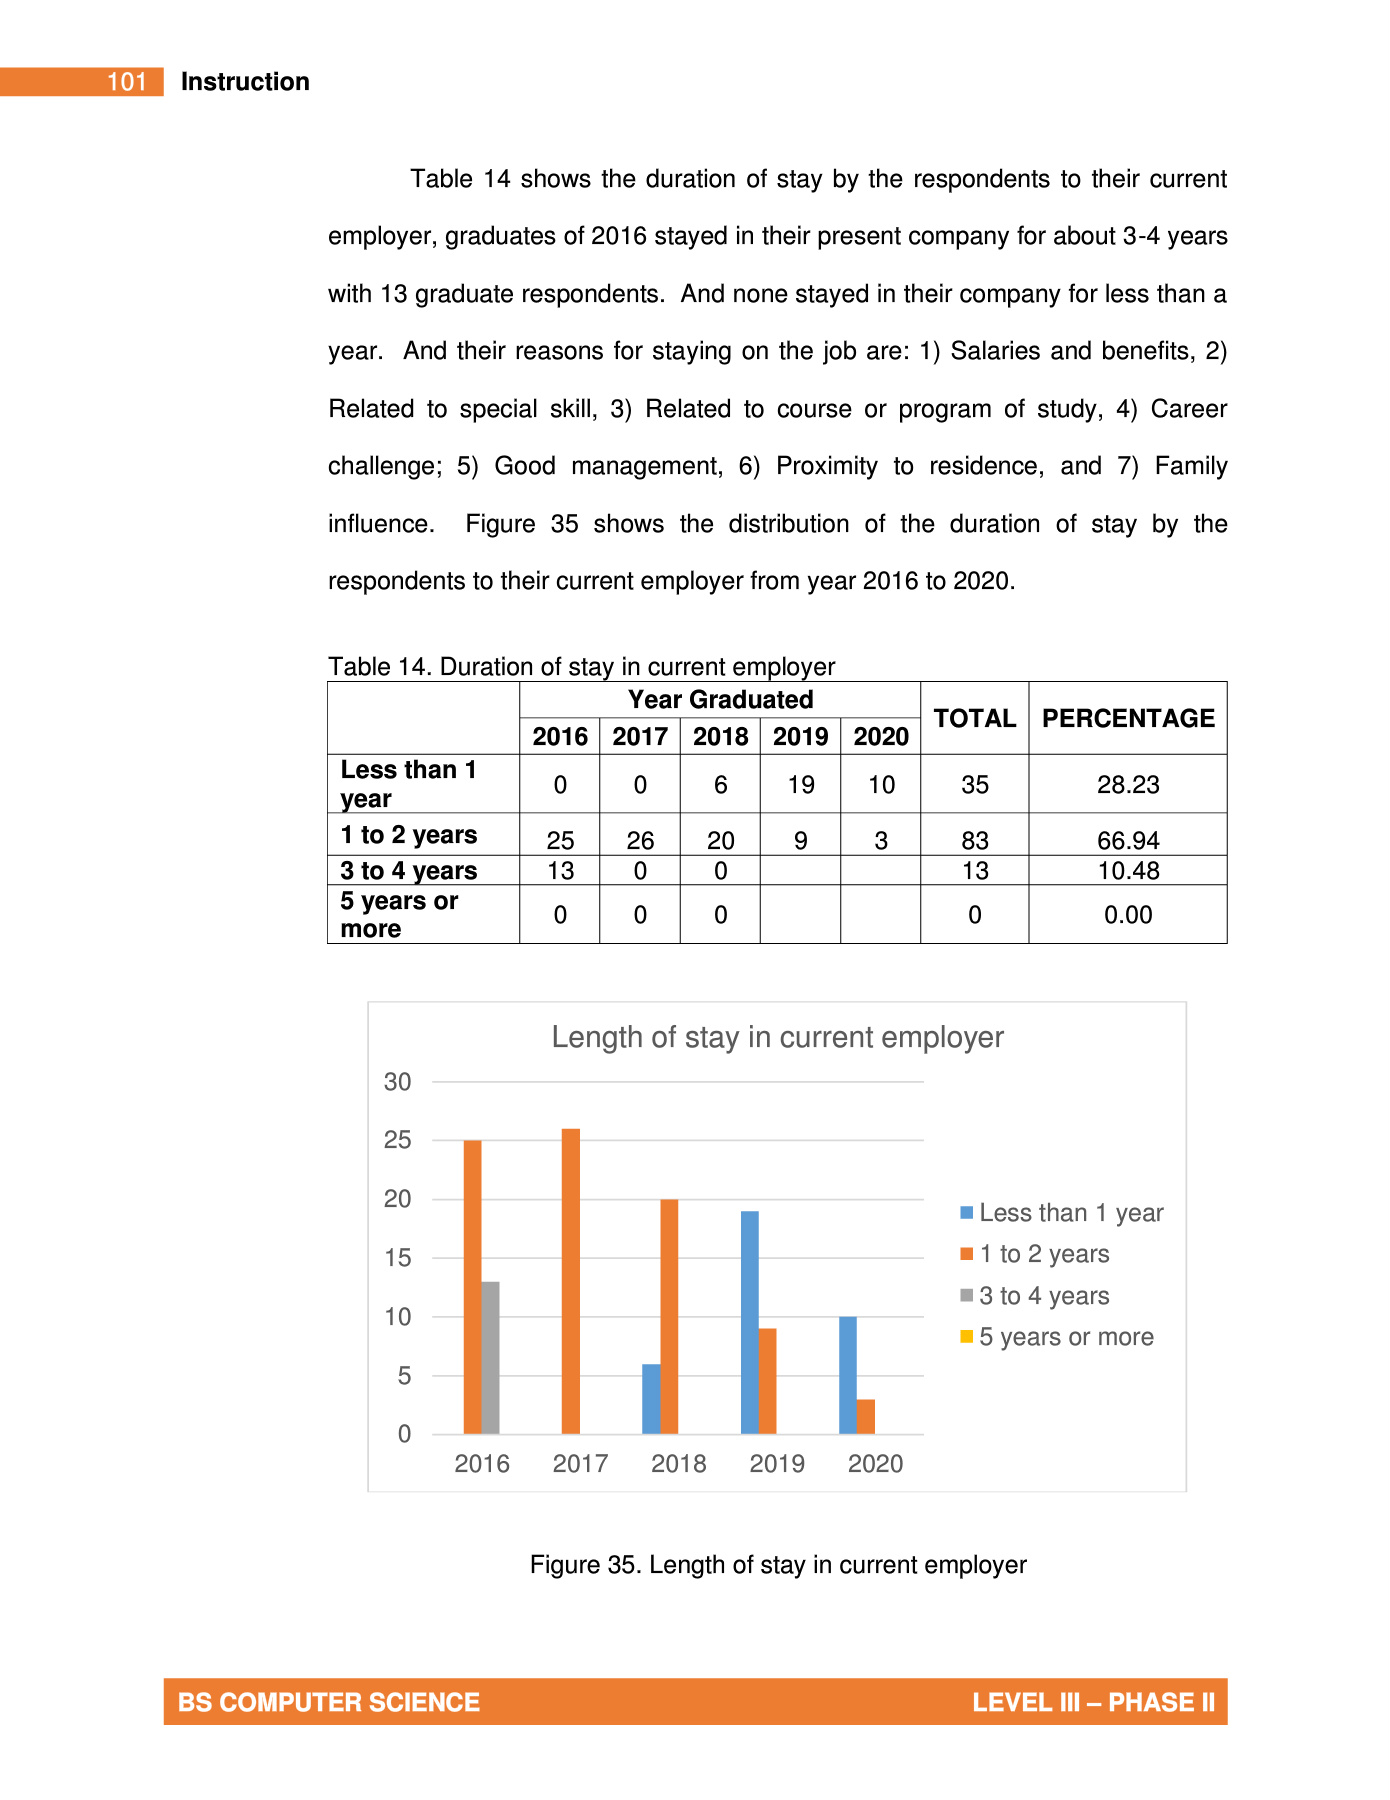 101 Instruction
Table 14 shows the duration of stay by the respondents to their current
employer, graduates of 2016 stayed in their present company for about 3-4 years
with 13 graduate respondents. And none stayed in their company for less than a
year. And their reasons for staying on the job are: 1) Salaries and benefits, 2)
Related to special skill, 3) Related to course or program of study, 4) Career
challenge; 5) Good management, 6) Proximity to residence, and 7) Family
influence. Figure 35 shows the distribution of the duration of stay by the
respondents to their current employer from year 2016 to 2020.
Table 14. Duration of stay in current employer
Year Graduated TOTAL PERCENTAGE
2016 2017 2018 2019 2020
Less than 1
year 0 0 6 19 10 35 28.23
1 to 2 years 25 26 20 9 3 83 66.94
3 to 4 years 13 0 0 13 10.48
5 years or
more 0 0 0 0 0.00
Length of stay in current employer
30
25
20
15
10
5
0
2016 2017 2018 2019 2020
Less than 1 year
1 to 2 years
3 to 4 years
5 years or more
Figure 35. Length of stay in current employer
BS COMPUTER SCIENCE LEVEL III – PHASE II